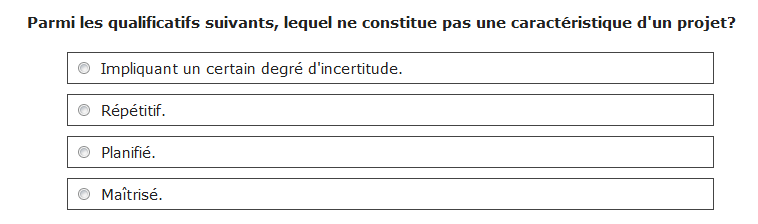 Parmi les qualificatifs suivants, lequel ne constitue pas une caractéristique d'un projet?
Impliquant un certain degré d'incertitude.
Répétitif.
Planifié.
Maîtrisé.